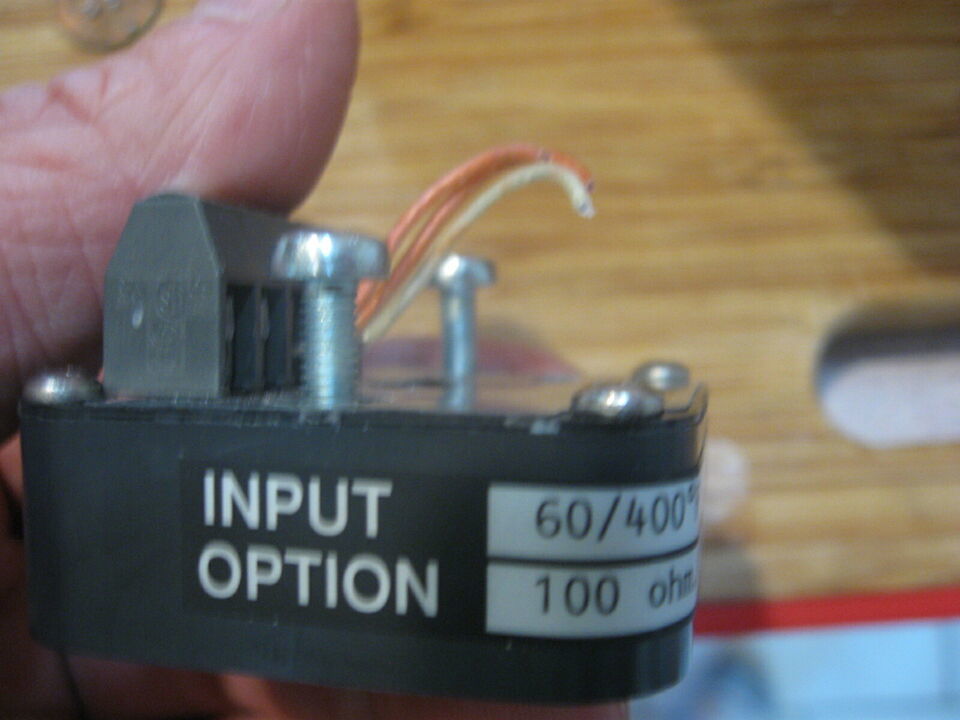 INPUT
OPTION
60/400°
100 ohm